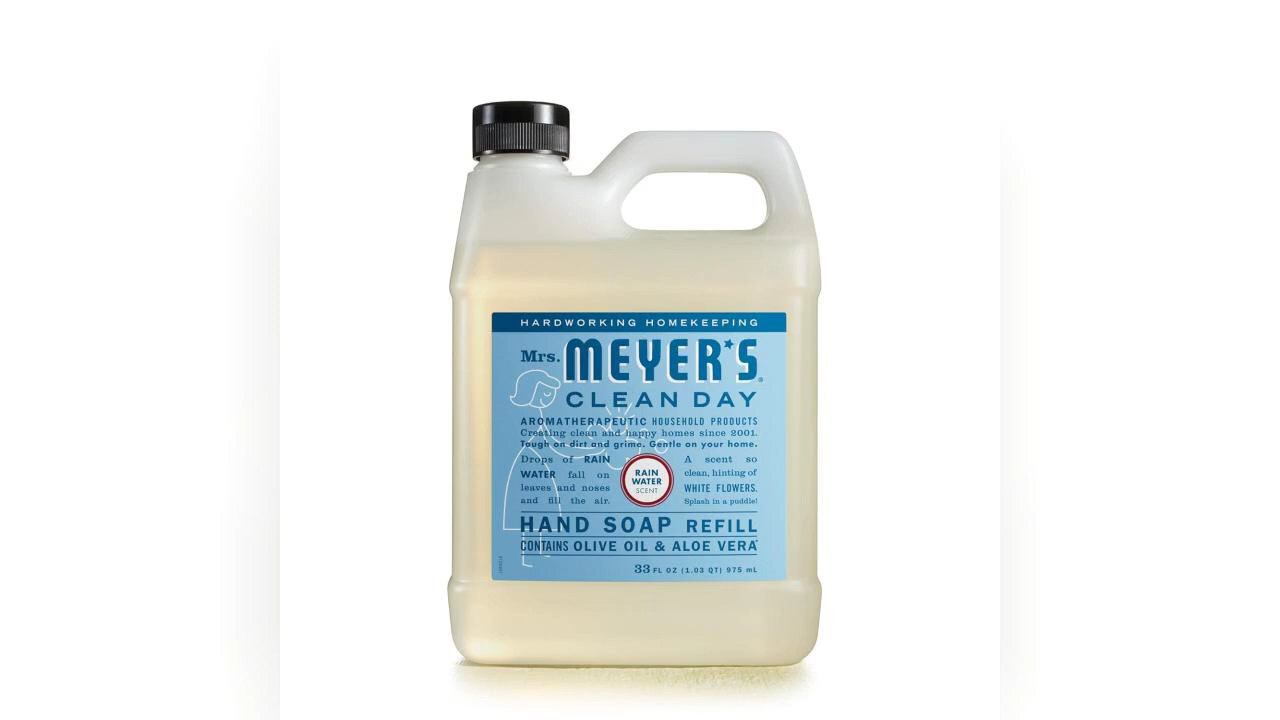 HARDWORKING HOMEKEEPING
Mrs. MEYER'S®
CLEAN DAY
AROMATHERAPEUTIC HOUSEHOLD PRODUCTS
Creating clean and happy homes since 2001.
Tough on dirt and grime. Gentle on your home.
Drops of RAIN
WATER fall on
leaves and noses
and fill the air.
RAIN
WATER
SCENT
A scent so
clean, hinting of
WHITE FLOWERS.
Splash in a puddle!
HAND SOAP REFILL
CONTAINS OLIVE OIL & ALOE VERA
33 FL OZ (1.03 QT) 975 mL